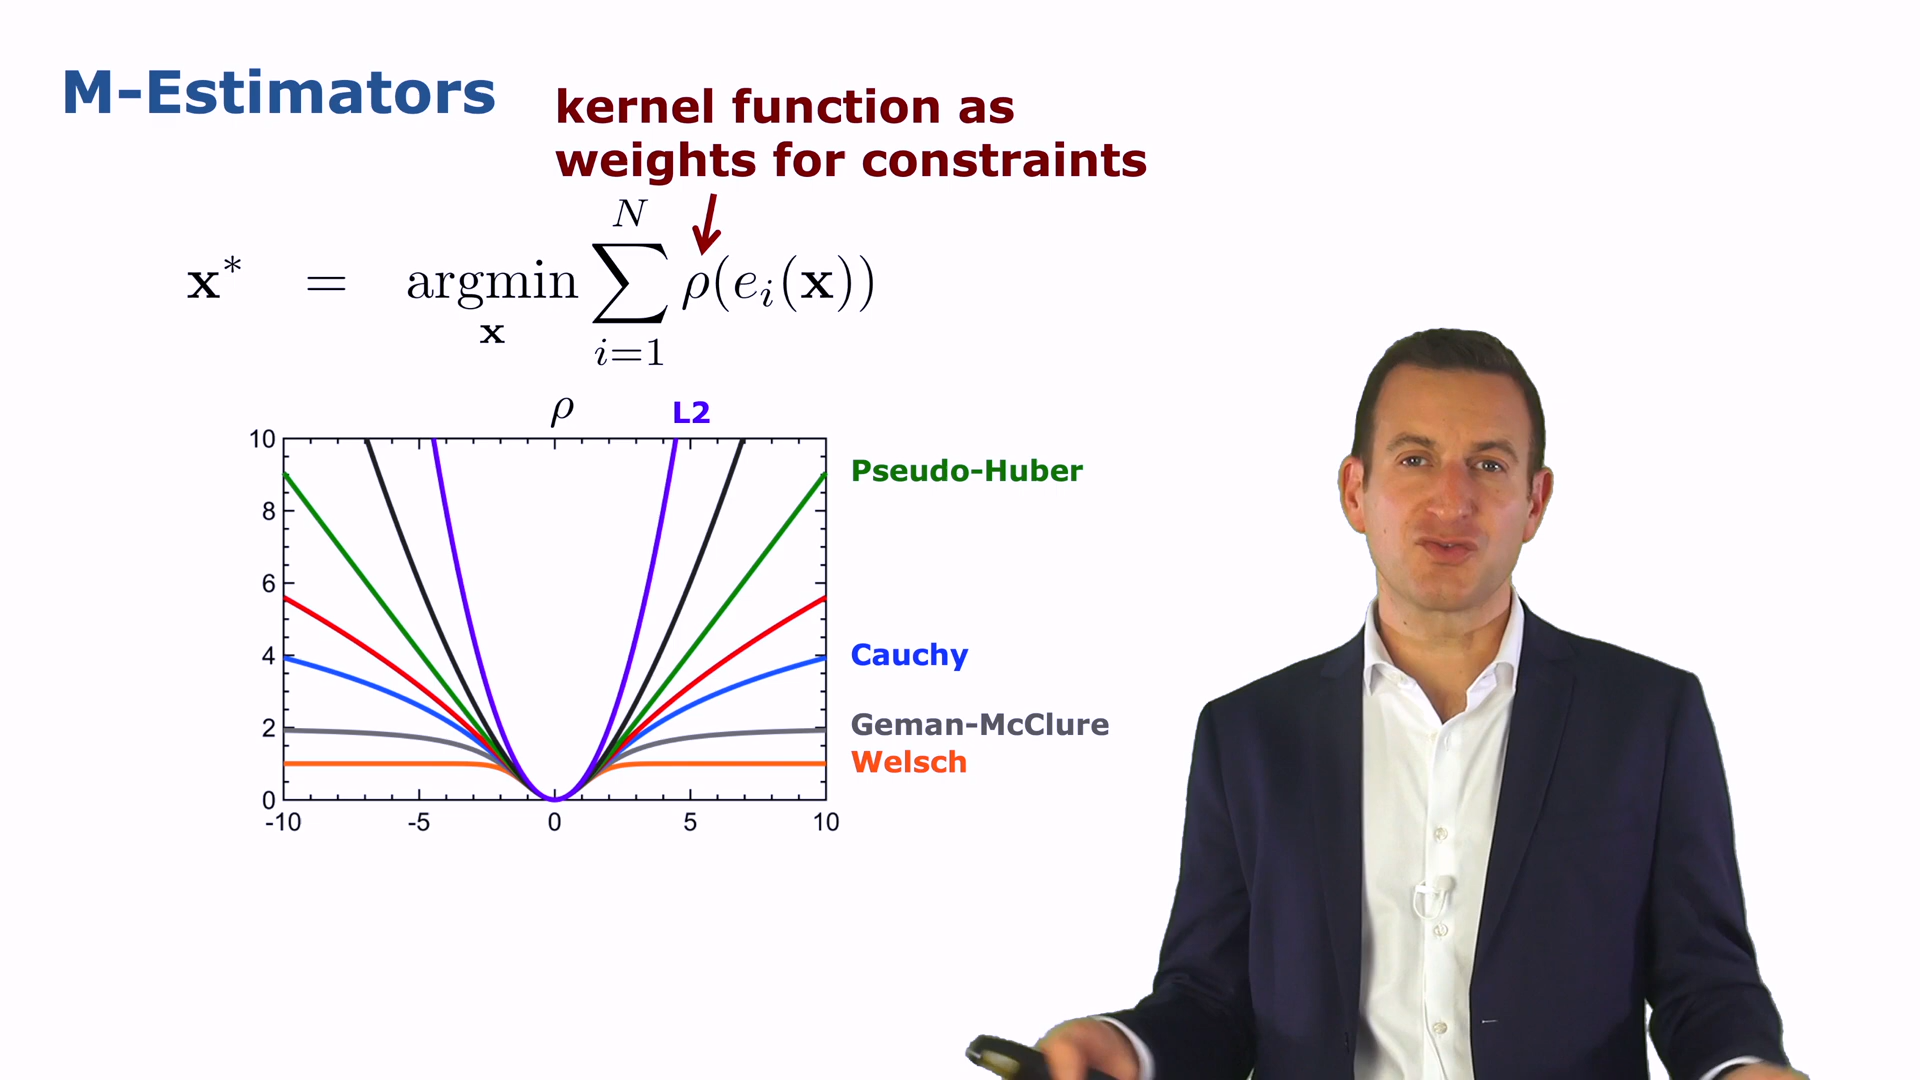 M-Estimators
kernel function as
weights for constraints
x* = argmin_x ∑_{i=1}^{N} ρ(e_i(x))
ρ
L2
10
8
6
4
2
0
-10 -5 0 5 10
Pseudo-Huber
Cauchy
Geman-McClure
Welsch